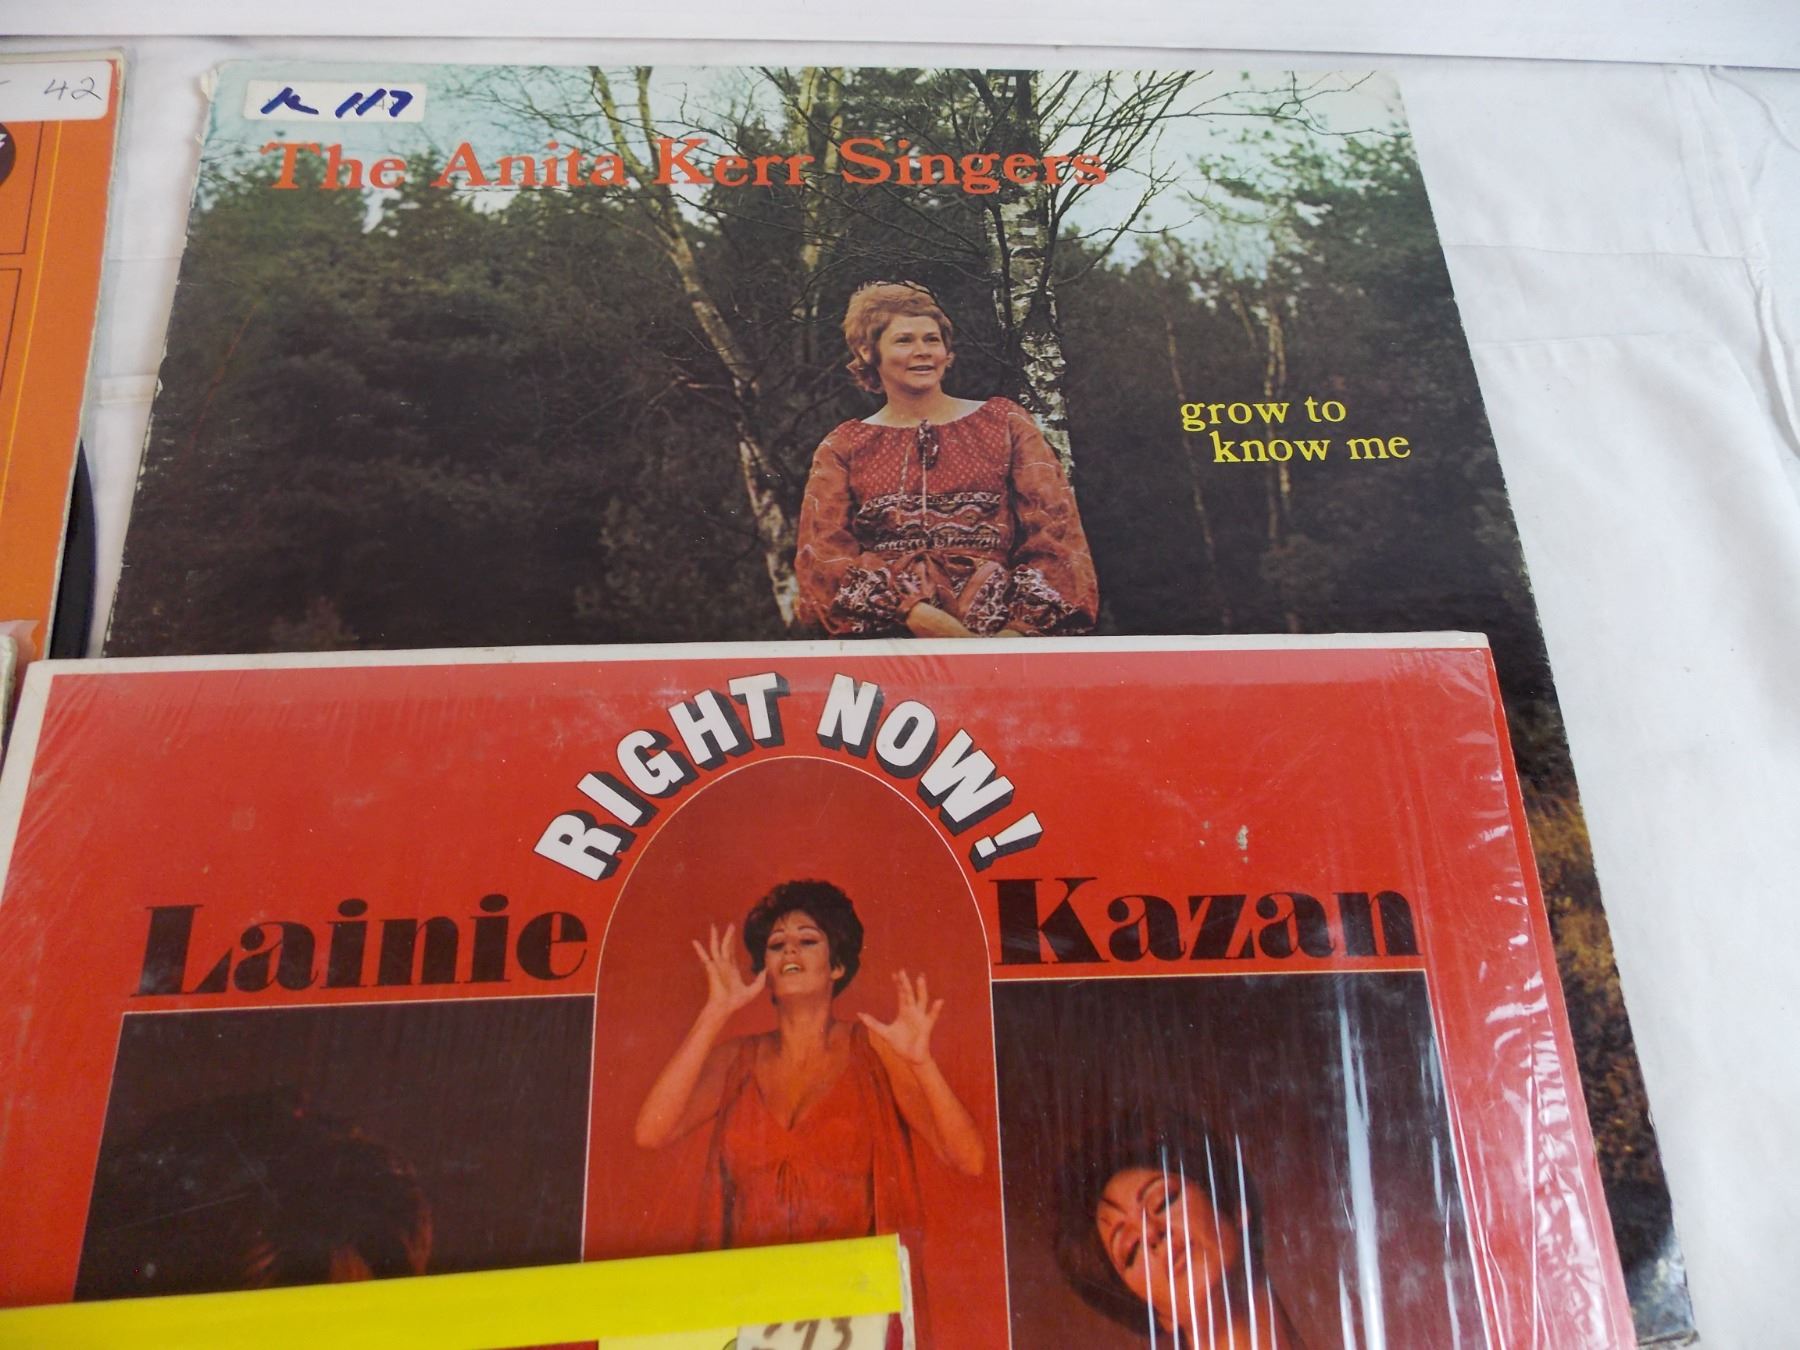 42
K 117
The Anita Kerr Singers
grow to
know me
RIGHT NOW!
Lainie Kazan